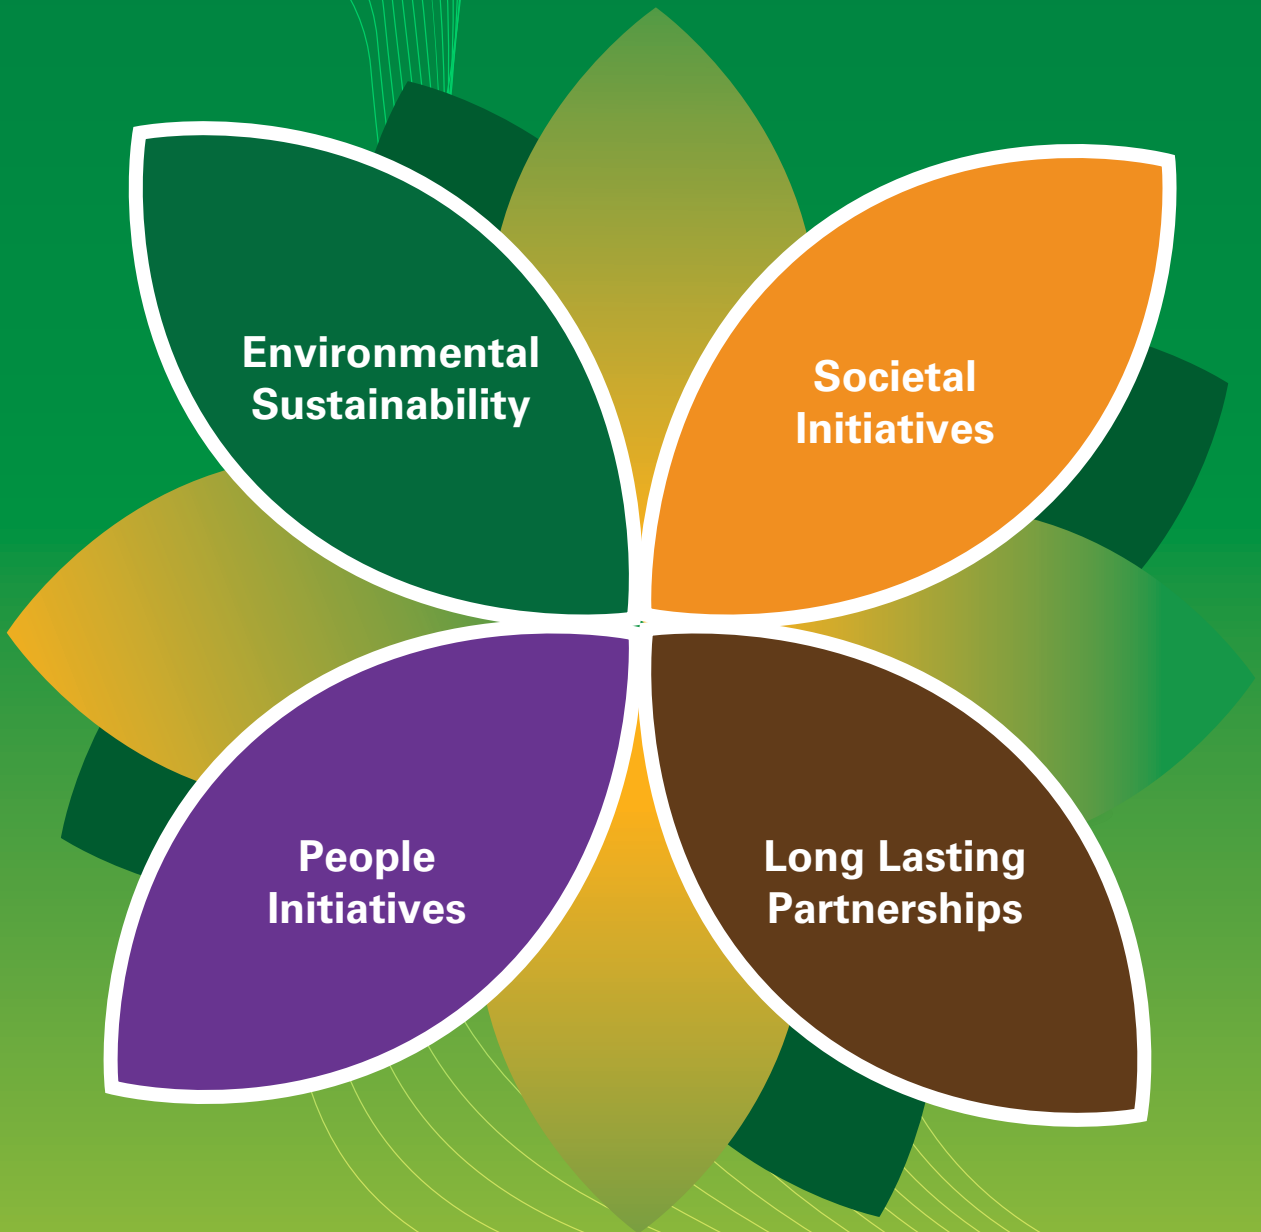 Environmental
Sustainability
Societal
Initiatives
People
Initiatives
Long Lasting
Partnerships